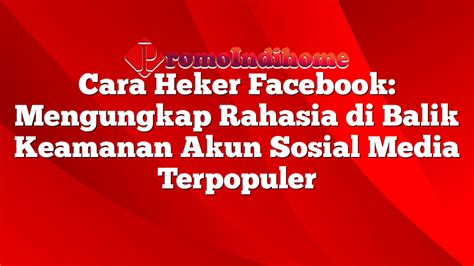 PromoIndihome
Cara Heker Facebook:
Mengungkap Rahasia di Balik
Keamanan Akun Sosial Media
Terpopuler